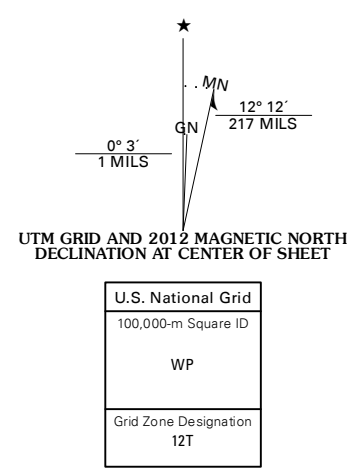 ★
MN
GN
12° 12´
217 MILS
0° 3´
1 MILS
UTM GRID AND 2012 MAGNETIC NORTH
DECLINATION AT CENTER OF SHEET
U.S. National Grid
100,000-m Square ID
WP
Grid Zone Designation
12T